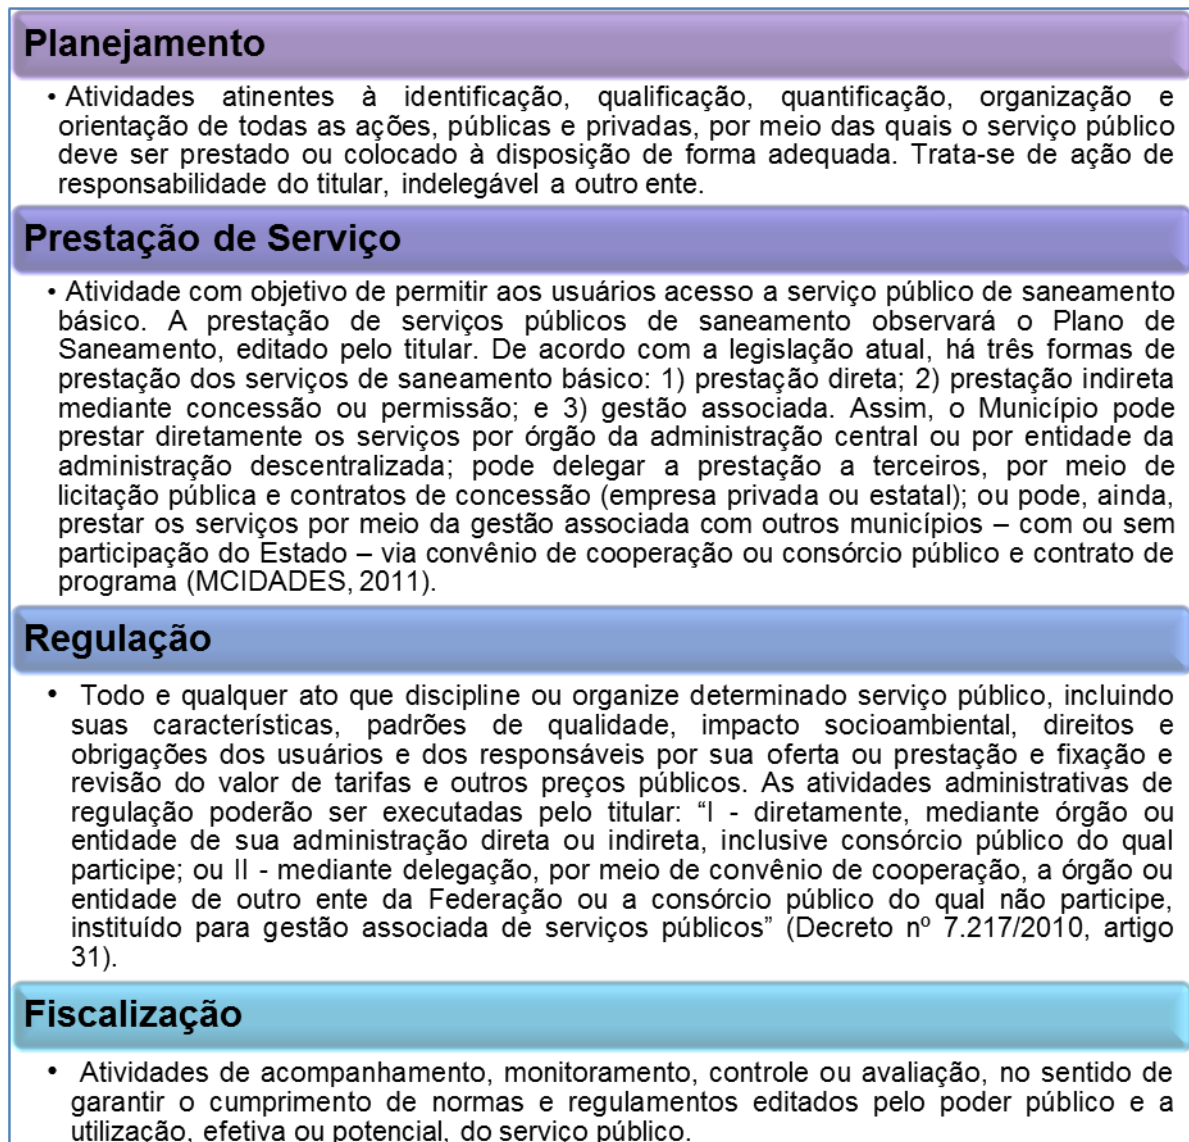 Planejamento
• Atividades atinentes à identificação, qualificação, quantificação, organização e
orientação de todas as ações, públicas e privadas, por meio das quais o serviço público
deve ser prestado ou colocado à disposição de forma adequada. Trata-se de ação de
responsabilidade do titular, indelegável a outro ente.
Prestação de Serviço
• Atividade com objetivo de permitir aos usuários acesso a serviço público de saneamento
básico. A prestação de serviços públicos de saneamento observará o Plano de
Saneamento, editado pelo titular. De acordo com a legislação atual, há três formas de
prestação dos serviços de saneamento básico: 1) prestação direta; 2) prestação indireta
mediante concessão ou permissão; e 3) gestão associada. Assim, o Município pode
prestar diretamente os serviços por órgão da administração central ou por entidade da
administração descentralizada; pode delegar a prestação a terceiros, por meio de
licitação pública e contratos de concessão (empresa privada ou estatal); ou pode, ainda,
prestar os serviços por meio da gestão associada com outros municípios – com ou sem
participação do Estado – via convênio de cooperação ou consórcio público e contrato de
programa (MCIDADES, 2011).
Regulação
• Todo e qualquer ato que discipline ou organize determinado serviço público, incluindo
suas características, padrões de qualidade, impacto socioambiental, direitos e
obrigações dos usuários e dos responsáveis por sua oferta ou prestação e fixação e
revisão do valor de tarifas e outros preços públicos. As atividades administrativas de
regulação poderão ser executadas pelo titular: “I - diretamente, mediante órgão ou
entidade de sua administração direta ou indireta, inclusive consórcio público do qual
participe; ou II - mediante delegação, por meio de convênio de cooperação, a órgão ou
entidade de outro ente da Federação ou a consórcio público do qual não participe,
instituído para gestão associada de serviços públicos” (Decreto nº 7.217/2010, artigo
31).
Fiscalização
• Atividades de acompanhamento, monitoramento, controle ou avaliação, no sentido de
garantir o cumprimento de normas e regulamentos editados pelo poder público e a
utilização, efetiva ou potencial, do serviço público.